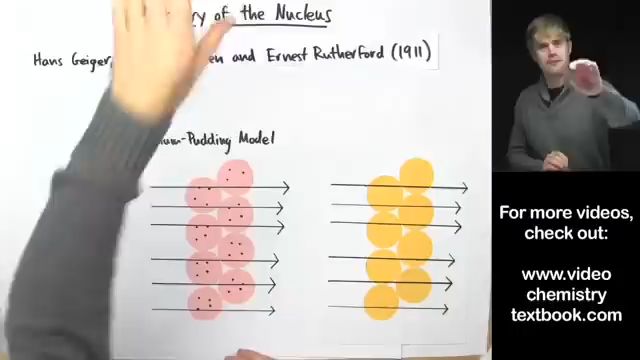 of the Nucleus
Hans Geiger, and Ernest Rutherford (1911)
-Pudding Model
For more videos,
check out:
www.video
chemistry
textbook.com